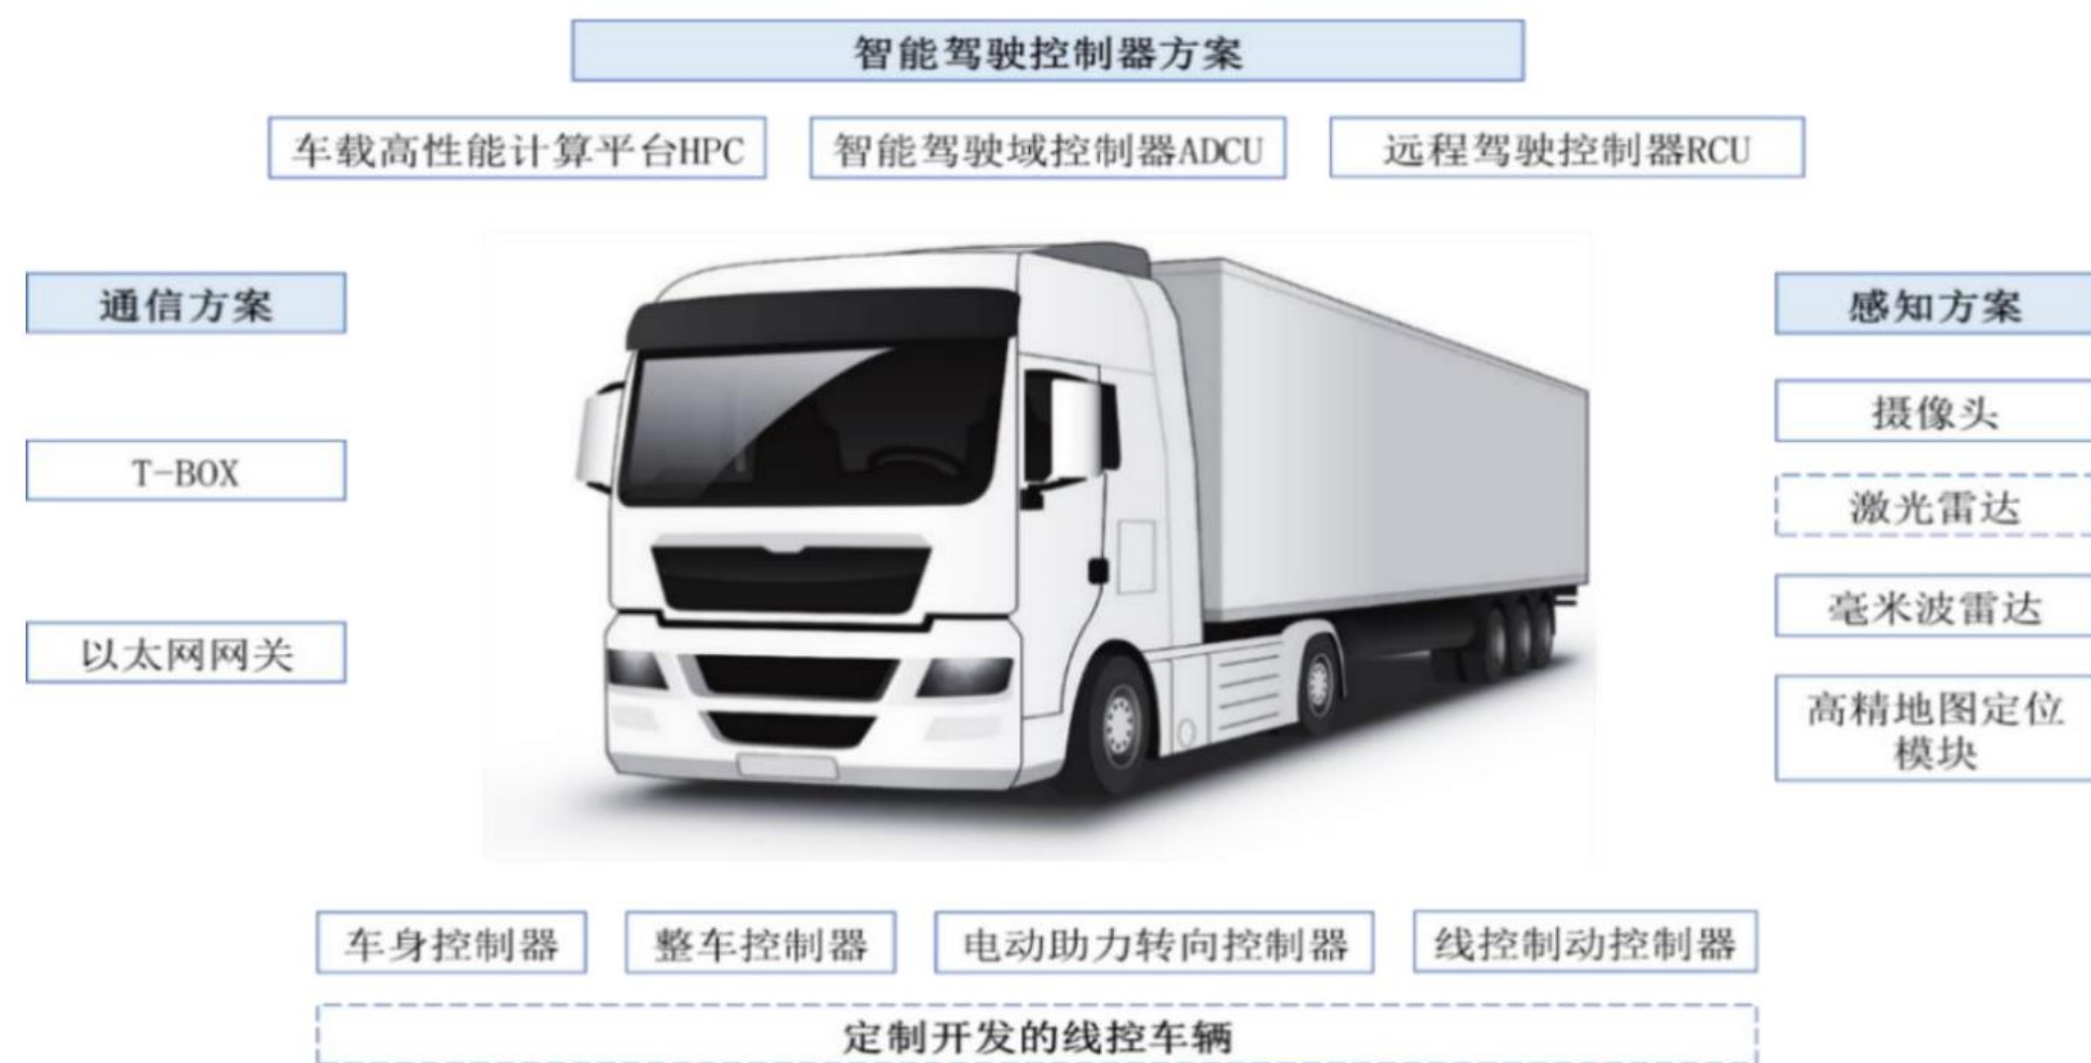 智能驾驶控制器方案
车载高性能计算平台HPC
智能驾驶域控制器ADCU
远程驾驶控制器RCU
通信方案
T-BOX
以太网网关
感知方案
摄像头
激光雷达
毫米波雷达
高精地图定位
模块
车身控制器
整车控制器
电动助力转向控制器
线控制动控制器
定制开发的线控车辆